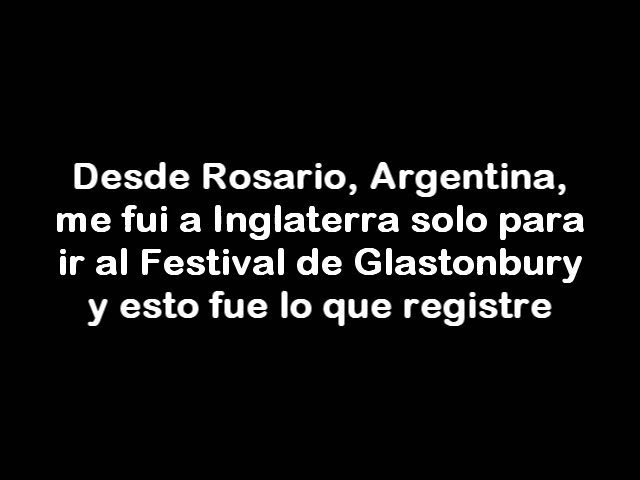 Desde Rosario, Argentina,
me fui a Inglaterra solo para
ir al Festival de Glastonbury
y esto fue lo que registre